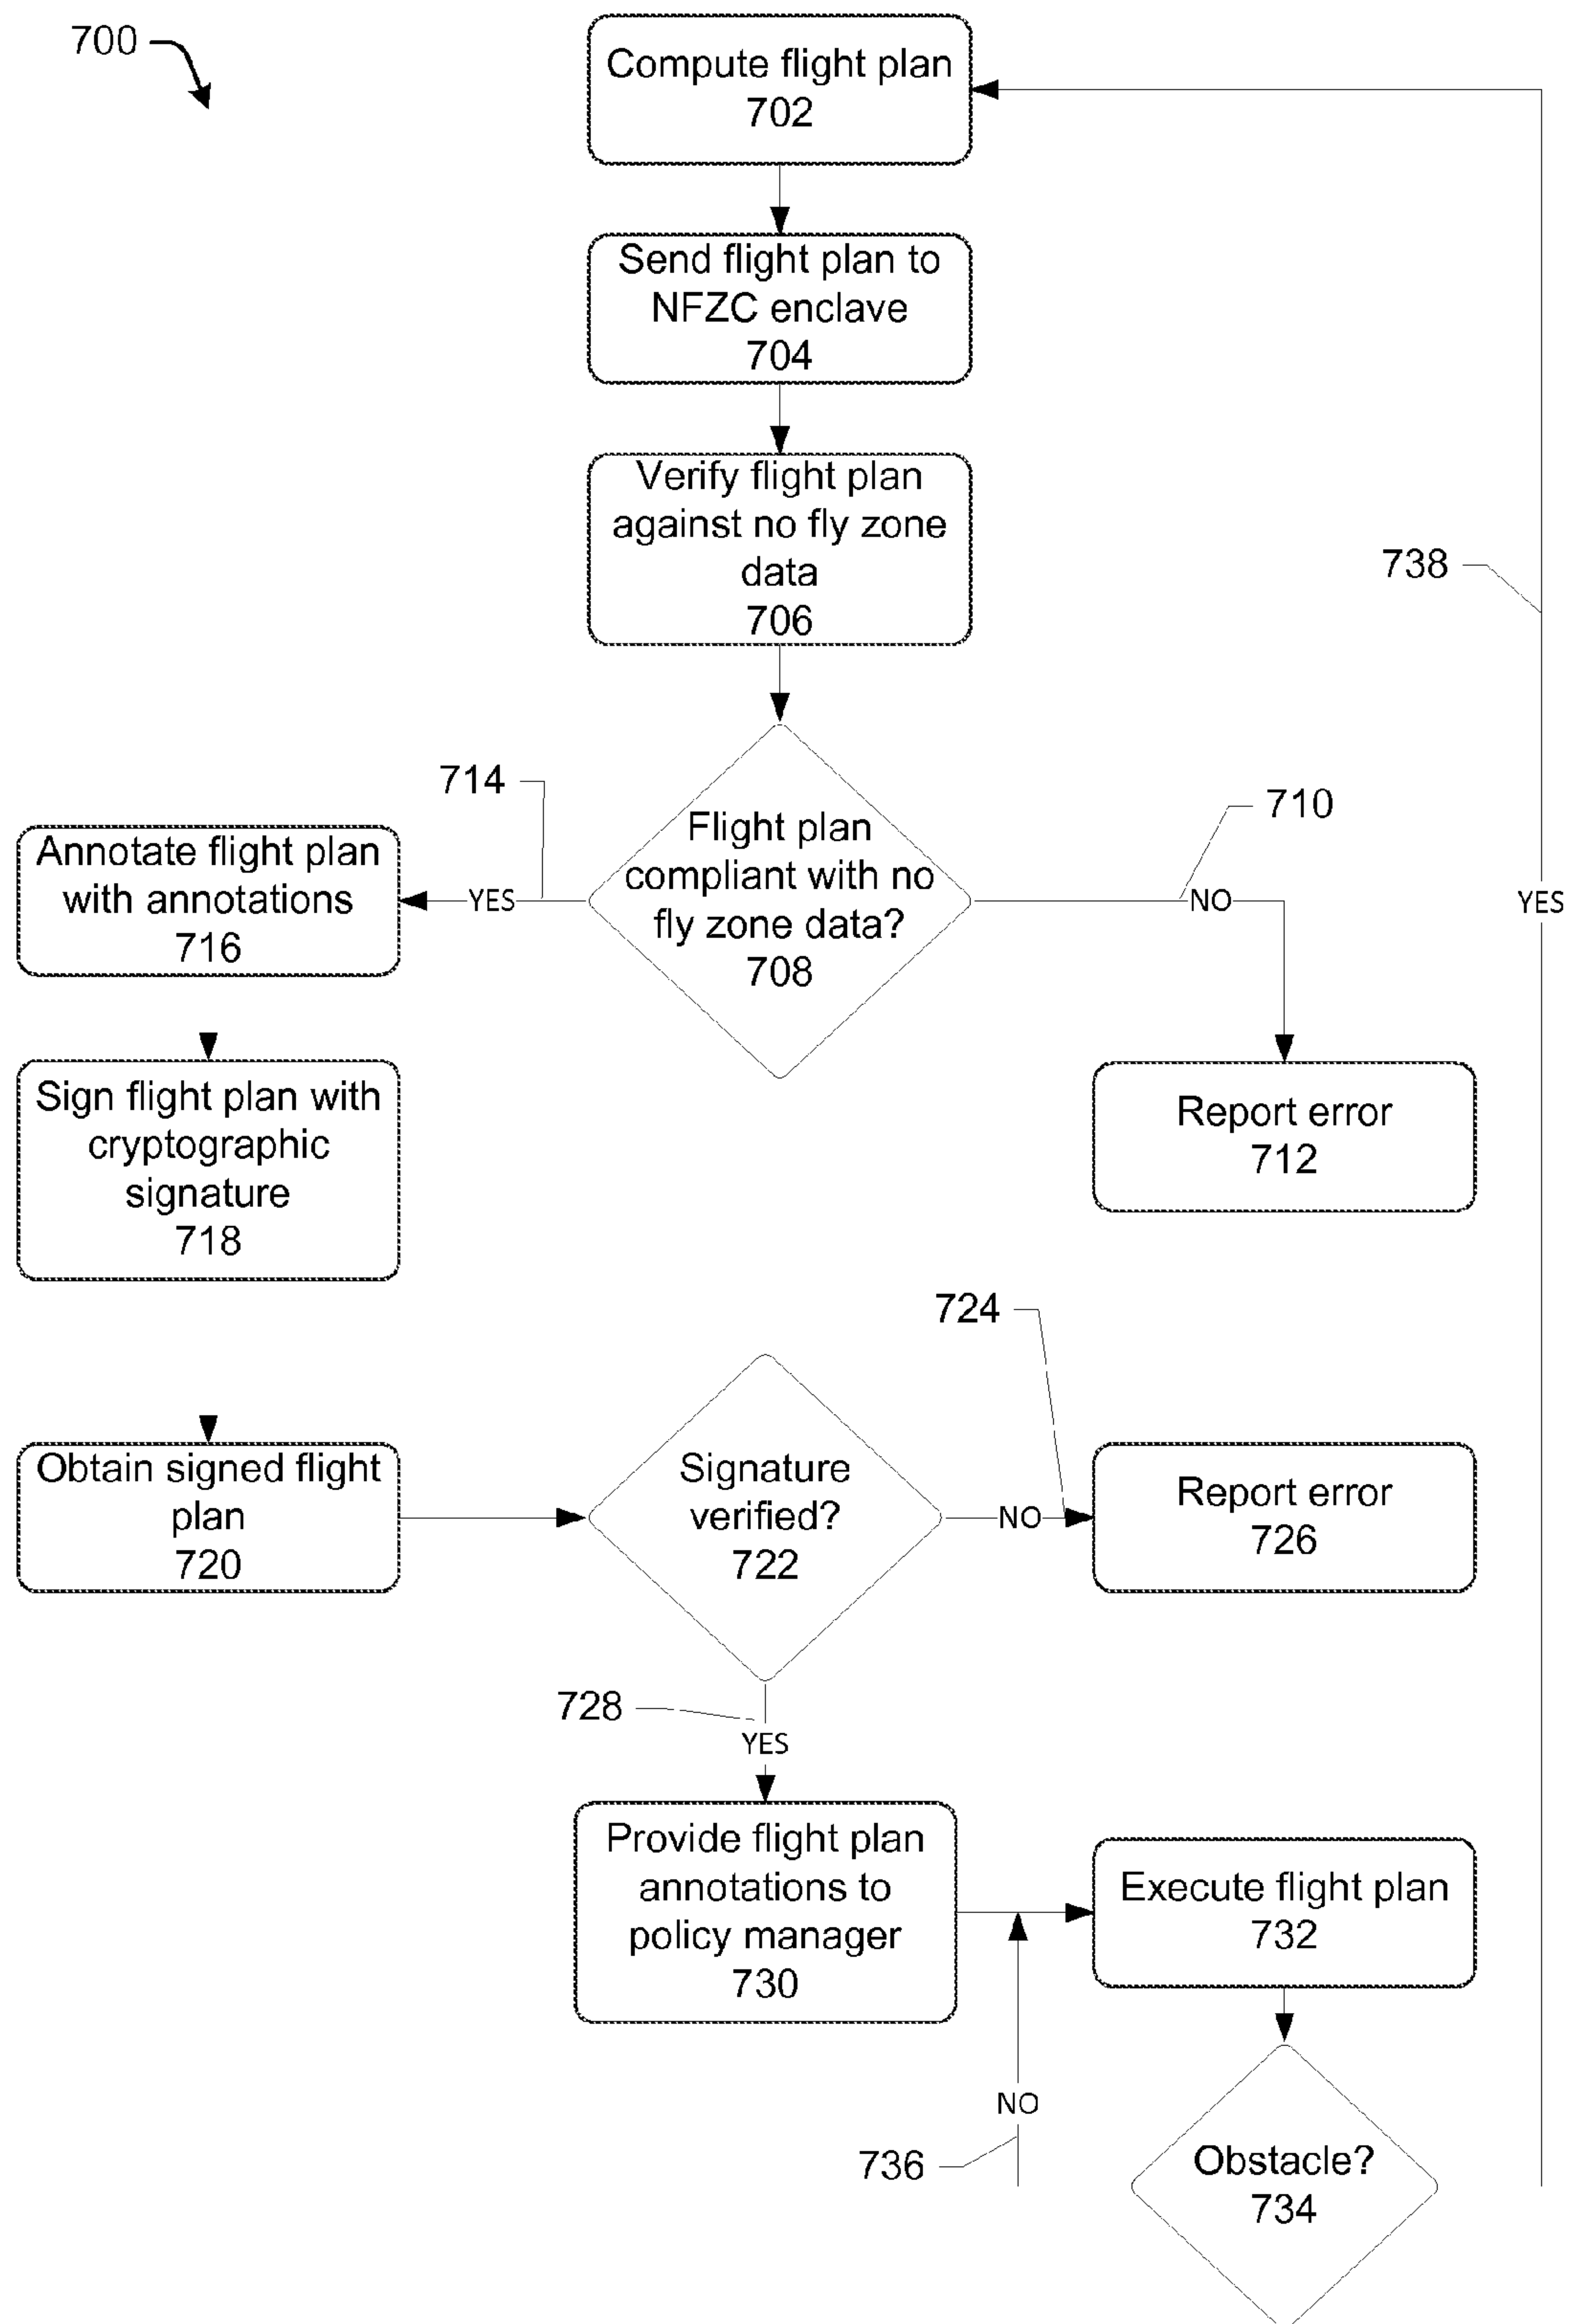 700
Compute flight plan
702
Send flight plan to
NFZC enclave
704
Verify flight plan
against no fly zone
data
706
738
714
710
Flight plan
compliant with no
fly zone data?
708
Annotate flight plan
with annotations
716
YES
NO
YES
Sign flight plan with
cryptographic
signature
718
Report error
712
724
Obtain signed flight
plan
720
Signature
verified?
722
NO
Report error
726
728
YES
Provide flight plan
annotations to
policy manager
730
Execute flight plan
732
NO
736
Obstacle?
734